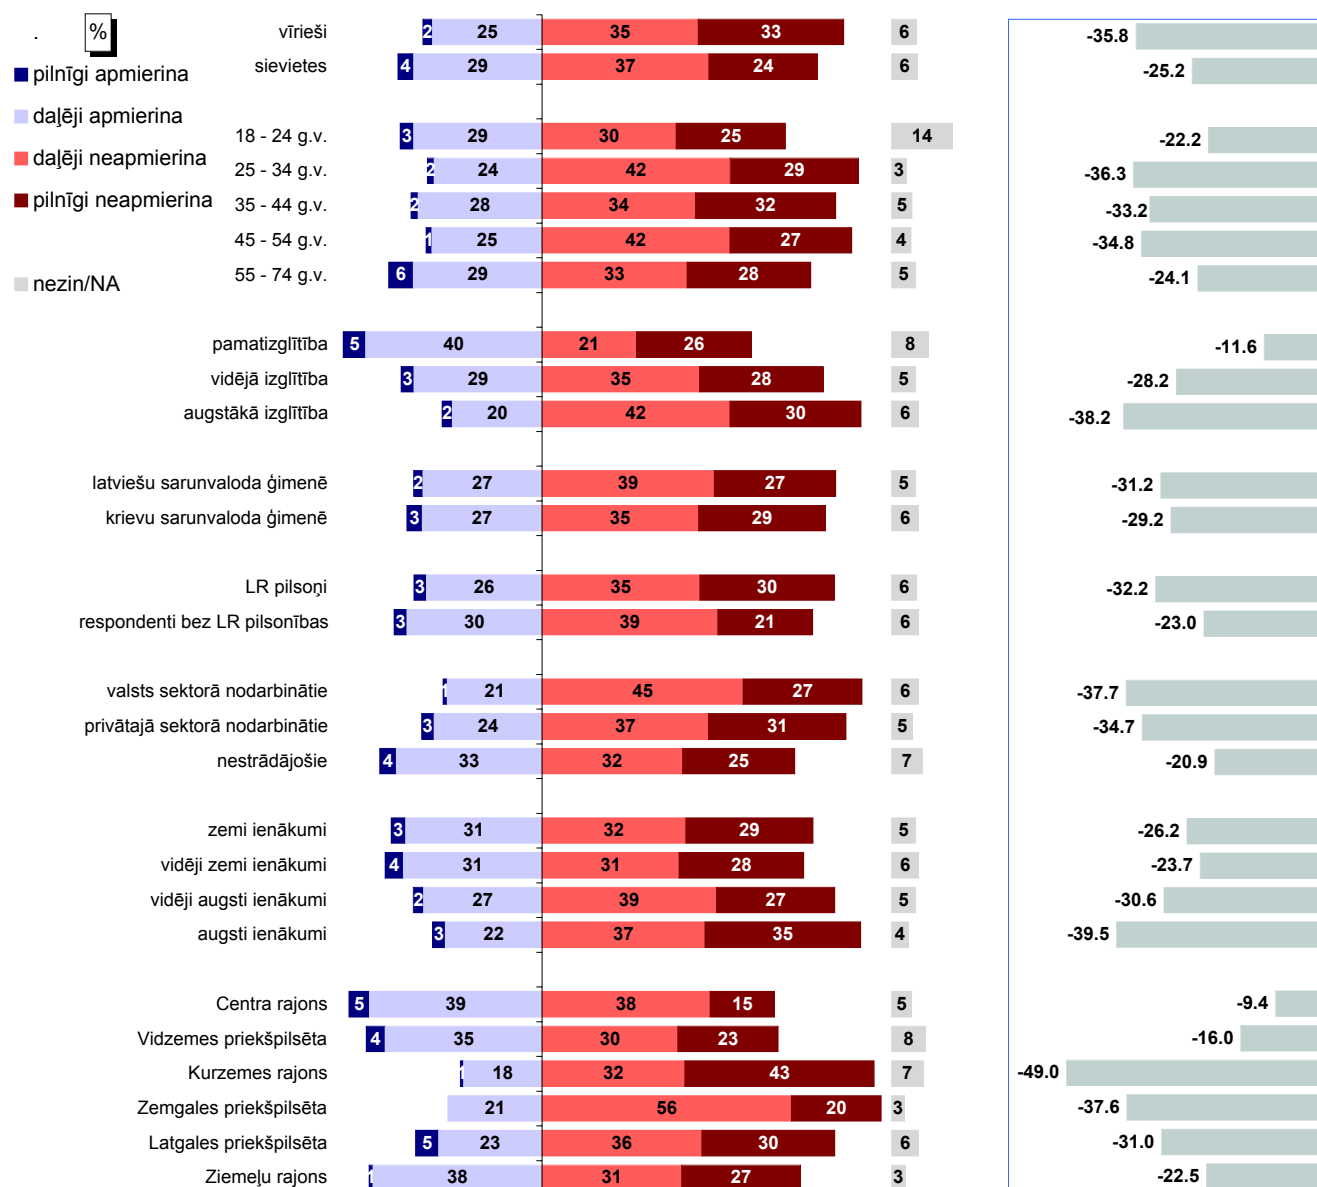 . %
pilnīgi apmierina
daļēji apmierina
daļēji neapmierina
pilnīgi neapmierina
nezin/NA
vīrieši 2 25 35 33 6 -35.8
sievietes 4 29 37 24 6 -25.2
18 - 24 g.v. 3 29 30 25 14 -22.2
25 - 34 g.v. 2 24 42 29 3 -36.3
35 - 44 g.v. 2 28 34 32 5 -33.2
45 - 54 g.v. 1 25 42 27 4 -34.8
55 - 74 g.v. 6 29 33 28 5 -24.1
pamatizglītība 5 40 21 26 8 -11.6
vidējā izglītība 3 29 35 28 5 -28.2
augstākā izglītība 2 20 42 30 6 -38.2
latviešu sarunvaloda ģimenē 2 27 39 27 5 -31.2
krievu sarunvaloda ģimenē 3 27 35 29 6 -29.2
LR pilsoņi 3 26 35 30 6 -32.2
respondenti bez LR pilsonības 3 30 39 21 6 -23.0
valsts sektorā nodarbinātie 1 21 45 27 6 -37.7
privātajā sektorā nodarbinātie 3 24 37 31 5 -34.7
nestrādājošie 4 33 32 25 7 -20.9
zemi ienākumi 3 31 32 29 5 -26.2
vidēji zemi ienākumi 4 31 31 28 6 -23.7
vidēji augsti ienākumi 2 27 39 27 5 -30.6
augsti ienākumi 3 22 37 35 4 -39.5
Centra rajons 5 39 38 15 5 -9.4
Vidzemes priekšpilsēta 4 35 30 23 8 -16.0
Kurzemes rajons 1 18 32 43 7 -49.0
Zemgales priekšpilsēta 21 56 20 3 -37.6
Latgales priekšpilsēta 5 23 36 30 6 -31.0
Ziemeļu rajons 1 38 31 27 3 -22.5